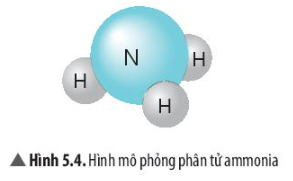 N
H
H
H
▲ Hình 5.4. Hình mô phỏng phân tử ammonia